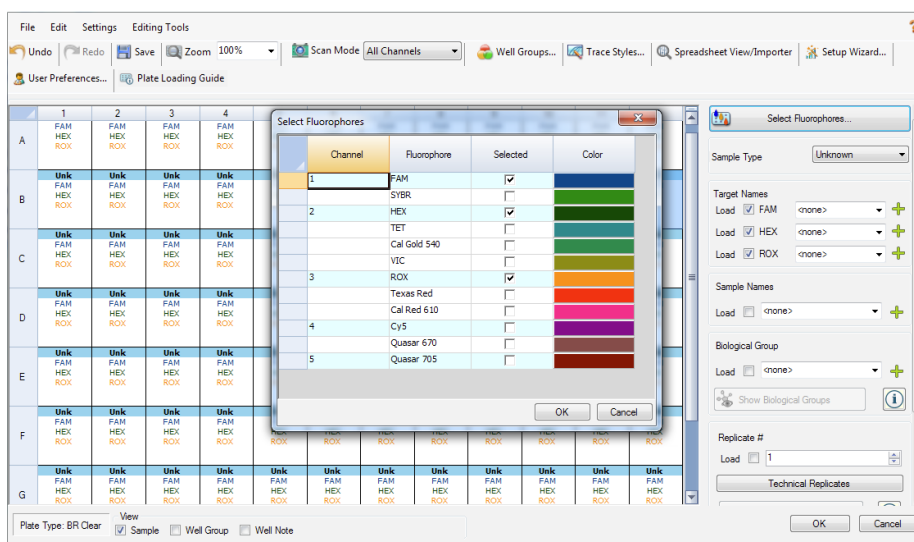 File Edit Settings Editing Tools
Undo Redo Save Zoom 100% Scan Mode All Channels Well Groups... Trace Styles... Spreadsheet View/Importer Setup Wizard...
User Preferences... Plate Loading Guide
1 2 3 4
A
FAM FAM FAM FAM
HEX HEX HEX HEX
ROX ROX ROX ROX
Unk Unk Unk Unk
B
FAM FAM FAM FAM
HEX HEX HEX HEX
ROX ROX ROX ROX
Unk Unk Unk Unk
C
FAM FAM FAM FAM
HEX HEX HEX HEX
ROX ROX ROX ROX
Unk Unk Unk Unk
D
FAM FAM FAM FAM
HEX HEX HEX HEX
ROX ROX ROX ROX
Unk Unk Unk Unk
E
FAM FAM FAM FAM
HEX HEX HEX HEX
ROX ROX ROX ROX
Unk Unk Unk Unk
F
FAM FAM FAM FAM
HEX HEX HEX HEX
ROX ROX ROX ROX ROX ROX ROX ROX ROX ROX
Unk Unk Unk Unk Unk Unk Unk Unk Unk Unk
G
FAM FAM FAM FAM FAM FAM FAM FAM FAM FAM
HEX HEX HEX HEX HEX HEX HEX HEX HEX HEX
ROX ROX ROX ROX ROX ROX ROX ROX ROX ROX
Select Fluorophores
Channel Fluorophore Selected Color
1 FAM
SYBR
2 HEX
TET
Cal Gold 540
VIC
3 ROX
Texas Red
Cal Red 610
4 Cy5
Quasar 670
5 Quasar 705
OK Cancel
Select Fluorophores...
Sample Type Unknown
Target Names
Load FAM <none>
Load HEX <none>
Load ROX <none>
Sample Names
Load <none>
Biological Group
Load <none>
Show Biological Groups
Replicate #
Load 1
Technical Replicates
Plate Type: BR Clear View Sample Well Group Well Note
OK Cancel